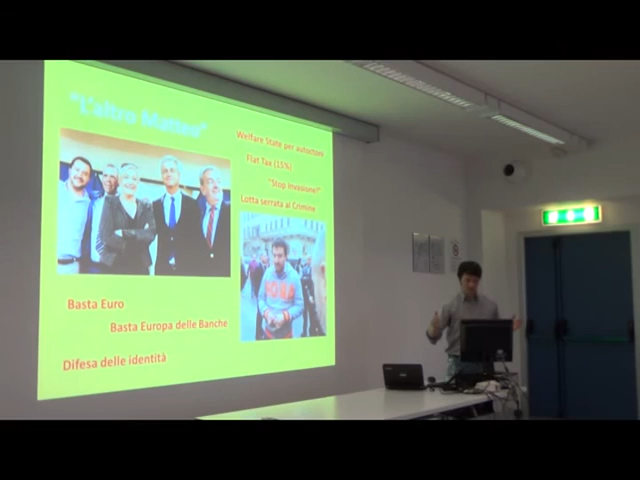 "L'altro Matteo"
Welfare State per autoctoni
Flat Tax (15%)
"Stop Invasione!"
Lotta serrata al Crimine
Basta Euro
Basta Europa delle Banche
Difesa delle identità